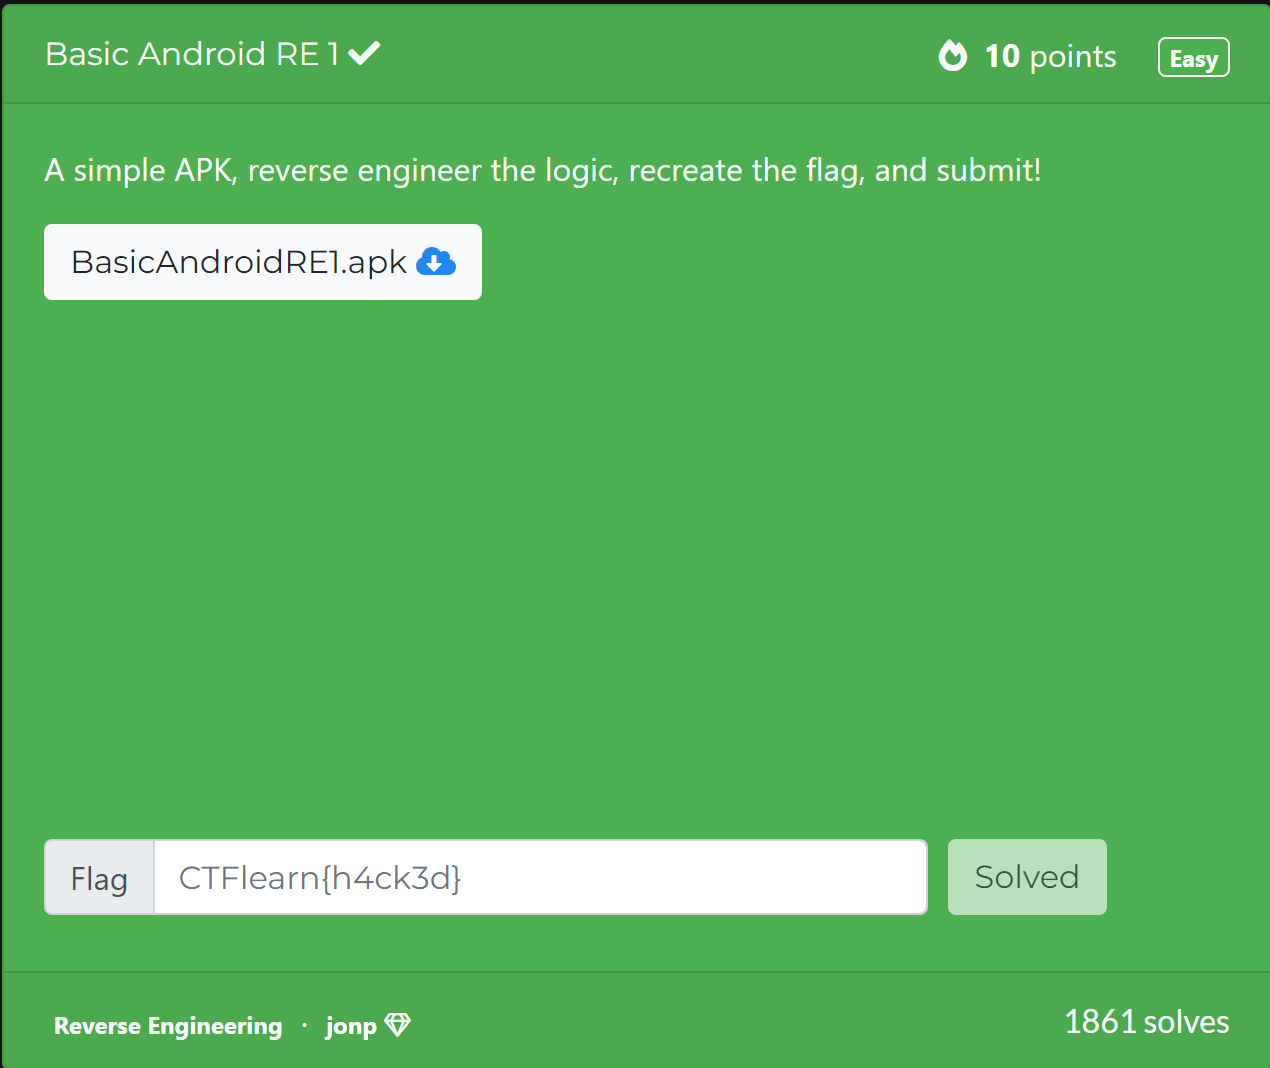 Basic Android RE 1
10 points
Easy
A simple APK, reverse engineer the logic, recreate the flag, and submit!
BasicAndroidRE1.apk
Flag
CTFlearn{h4ck3d}
Solved
Reverse Engineering · jonp
1861 solves